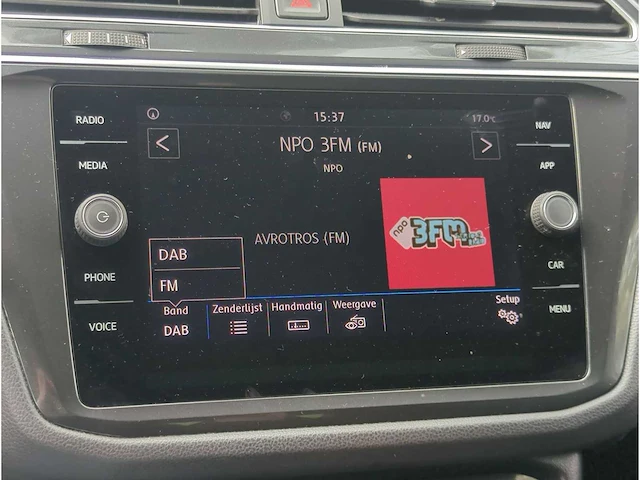 RADIO
MEDIA
PHONE
VOICE
15:37
17.0°C
NPO 3FM (FM)
NPO
AVROTROS (FM)
npo 3FM
DAB
FM
Band
DAB
Zenderlijst
Handmatig
Weergave
Setup
NAV
APP
CAR
MENU